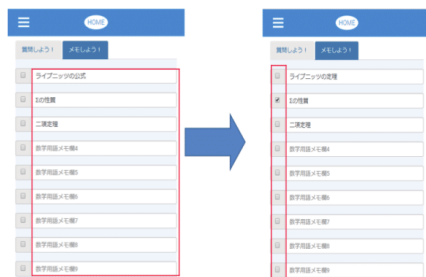 HOME
質問しよう！ メモしよう！
ライプニッツの公式
Σの性質
二項定理
数学用語メモ欄4
数学用語メモ欄5
数学用語メモ欄6
数学用語メモ欄7
数学用語メモ欄8
数学用語メモ欄9
HOME
質問しよう！ メモしよう！
ライプニッツの定理
Σの性質
二項定理
数学用語メモ欄4
数学用語メモ欄5
数学用語メモ欄6
数学用語メモ欄7
数学用語メモ欄8
数学用語メモ欄9